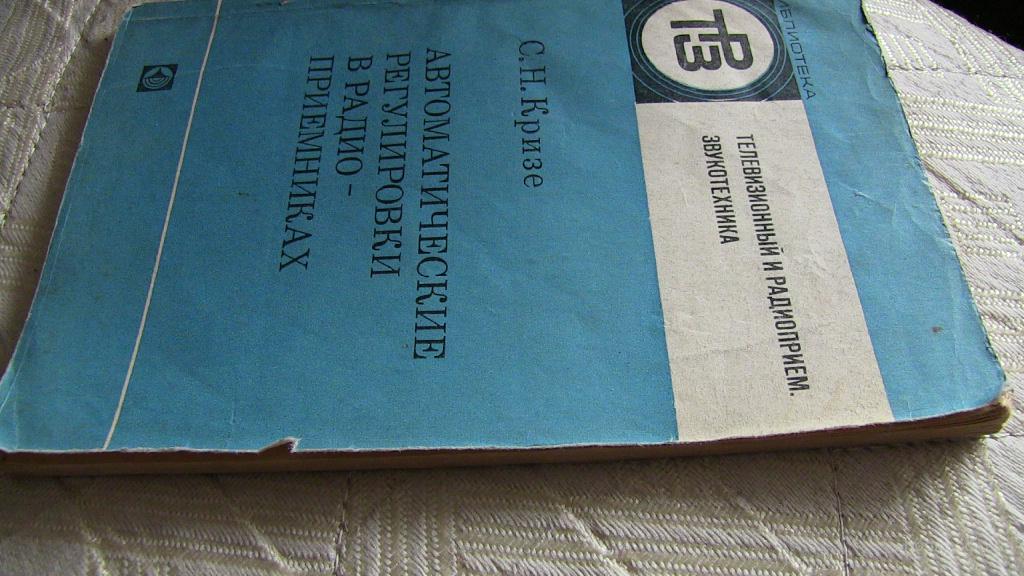 ТРЗ
ТЕЛЕВИЗИОННЫЙ И РАДИОПРИЕМ.
ЗВУКОТЕХНИКА
С. Н. Кризе
АВТОМАТИЧЕСКИЕ
РЕГУЛИРОВКИ
В РАДИО-
ПРИЕМНИКАХ